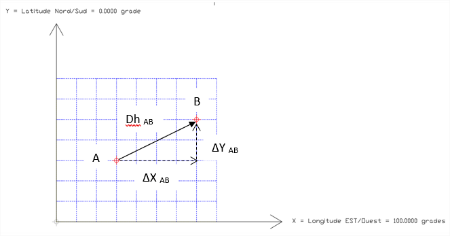 Y = Latitude Nord/Sud = 0.0000 grade
B
Dh AB
A
ΔY AB
ΔX AB
X = Longitude EST/Ouest = 100.0000 grades